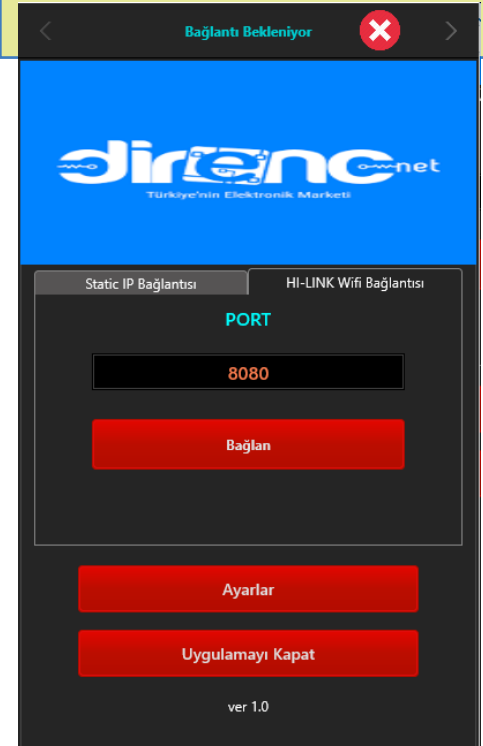 Bağlantı Bekleniyor
direnc net
Türkiye'nin Elektronik Marketi
Static IP Bağlantısı
HI-LINK Wifi Bağlantısı
PORT
8080
Bağlan
Ayarlar
Uygulamayı Kapat
ver 1.0